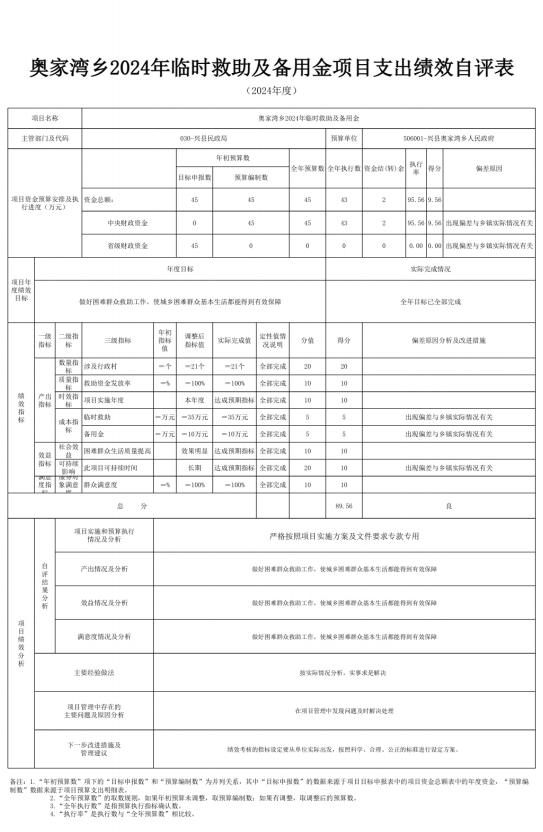 奥家湾乡2024年临时救助及备用金项目支出绩效自评表
（2024年度）
项目名称 奥家湾乡2024年临时救助及备用金
主管部门及代码 030-兴县民政局 预算单位 506001-兴县奥家湾乡人民政府
项目资金预算安排及执行进度（万元） 年初预算数 全年预算数 全年执行数 资金结(转)金 执行率 得分 偏差原因
目标申报数 预算编制数
资金总额： 45 45 45 43 2 95.56 9.56
中央财政资金 0 45 45 43 2 95.56 9.56 出现偏差与乡镇实际情况有关
省级财政资金 45 0 0 0 0 0.00 0.00 出现偏差与乡镇实际情况有关
项目年度绩效目标 年度目标 实际完成情况
做好困难群众救助工作，使城乡困难群众基本生活都能得到有效保障 全年目标已全部完成
绩效指标 一级指标 二级指标 三级指标 年初指标值 调整后指标值 实际完成值 定性值情况说明 分值 得分 偏差原因分析及改进措施
产出指标 数量指标 涉及行政村 =个 =21个 =21个 全部完成 20 20
质量指标 救助资金发放率 =% =100% =100% 全部完成 10 10
时效指标 项目实施年度 本年度 达成预期指标 全部完成 10 10
成本指标 临时救助 =万元 =35万元 =35万元 全部完成 5 5 出现偏差与乡镇实际情况有关
备用金 =万元 =10万元 =10万元 全部完成 5 5 出现偏差与乡镇实际情况有关
效益指标 社会效益 困难群众生活质量提高 效果明显 达成预期指标 全部完成 10 10
可持续影响 此项目可持续时间 长期 达成预期指标 全部完成 20 10 出现偏差与乡镇实际情况有关
满意度指标 服务对象满意度 群众满意度 =% =100% =100% 全部完成 10 10
总 分 89.56 良
项目绩效分析 自评结果分析 项目实施和预算执行情况及分析 严格按照项目实施方案及文件要求专款专用
产出情况及分析 做好困难群众救助工作，使城乡困难群众基本生活都能得到有效保障
效益情况及分析 做好困难群众救助工作，使城乡困难群众基本生活都能得到有效保障
满意度情况及分析 做好困难群众救助工作，使城乡困难群众基本生活都能得到有效保障
主要经验做法 按实际情况分析，实事求是解决
项目管理中存在的主要问题及原因分析 在项目管理中发现问题及时解决处理
下一步改进措施及管理建议 绩效考核的指标设定要从单位实际出发，按照科学、合理、公正的标准进行设定方案。
备注：1.“年初预算数”项下的“目标申报数”和“预算编制数”为并列关系，其中“目标申报数”的数据来源于项目目标申报表中的项目资金总额表中的年度资金，“预算编
制数”数据来源于项目预算支出明细表。
2.“全年预算数”的取数规则，如果年初预算未调整，取预算编制数；如果有调整，取调整后的预算数。
3.“全年执行数”是指预算执行指标确认数。
4.“执行率”是执行数与“全年预算数”相比较。